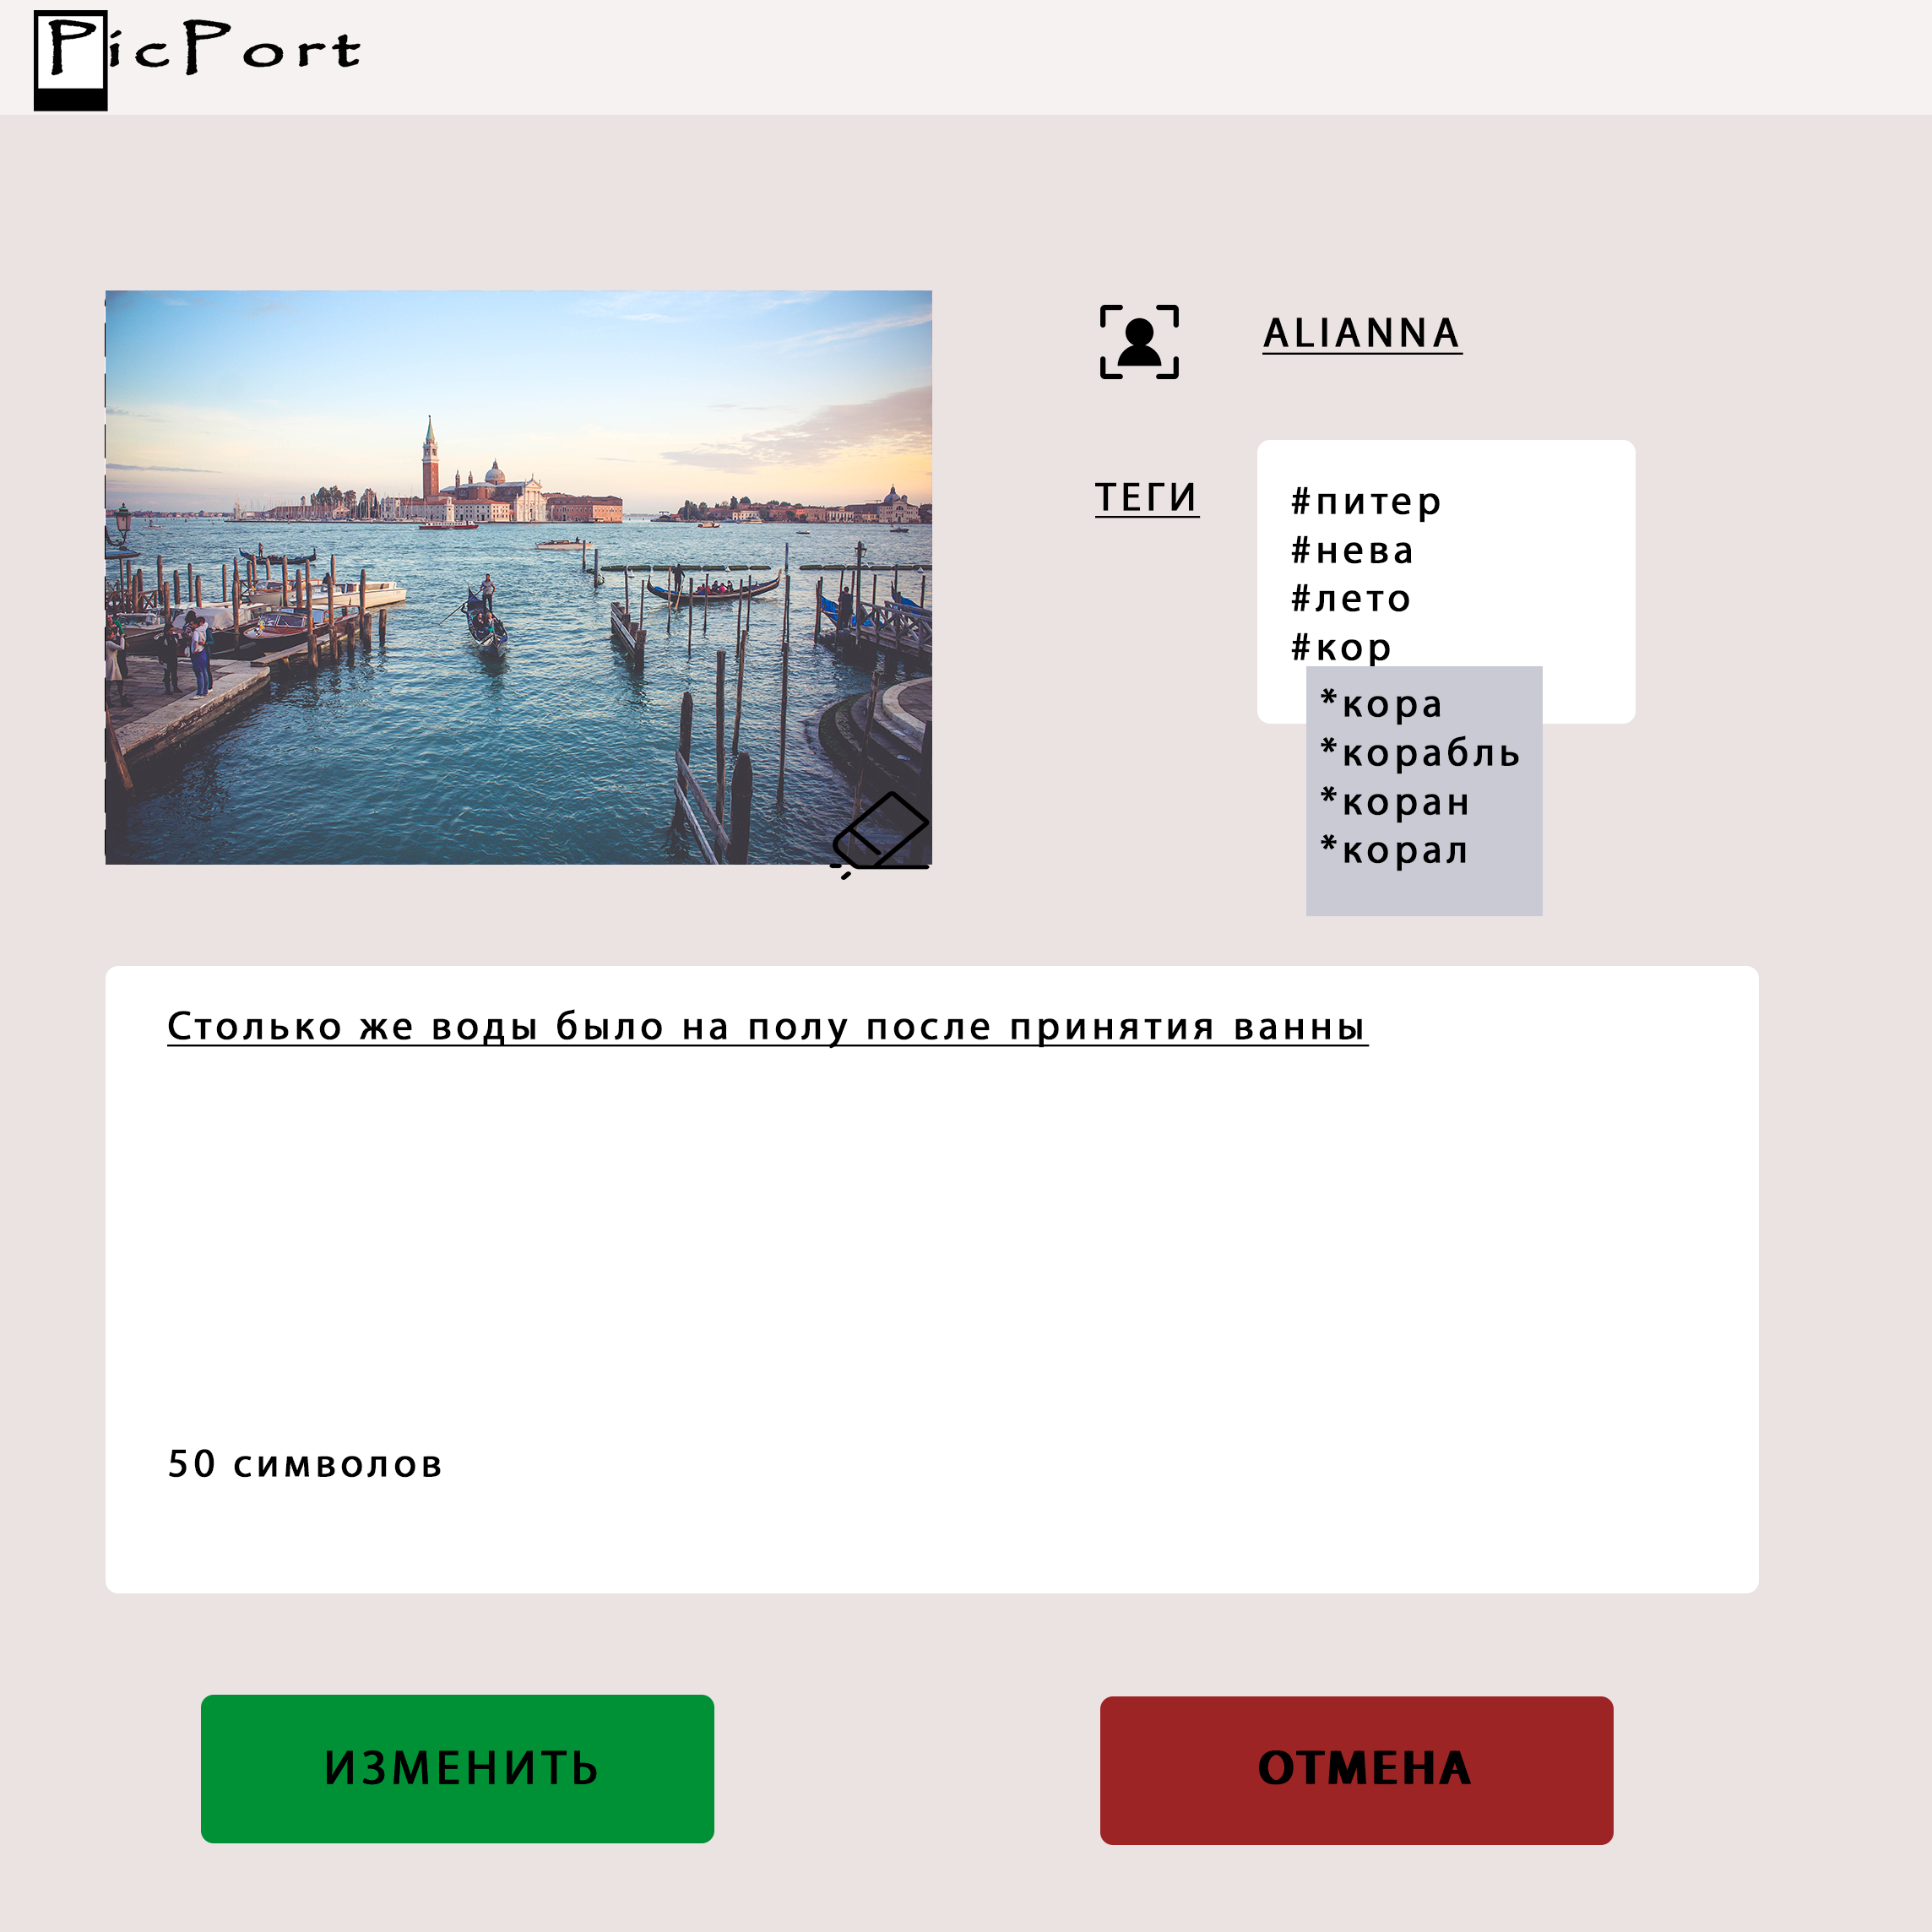 PicPort
ALIANNA
ТЕГИ
#питер
#нева
#лето
#кор
*кора
*корабль
*коран
*корал
Столько же воды было на полу после принятия ванны
50 символов
ИЗМЕНИТЬ
ОТМЕНА